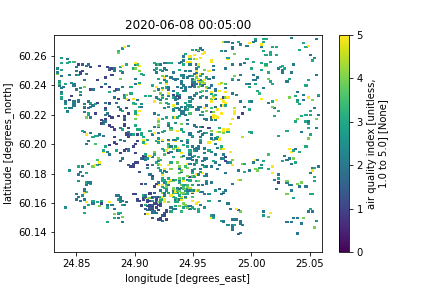 2020-06-08 00:05:00
60.26
60.24
60.22
60.20
60.18
60.16
60.14
latitude [degrees_north]
24.85 24.90 24.95 25.00 25.05
longitude [degrees_east]
5
4
3
2
1
0
air quality index [unitless,
1.0 to 5.0] [None]